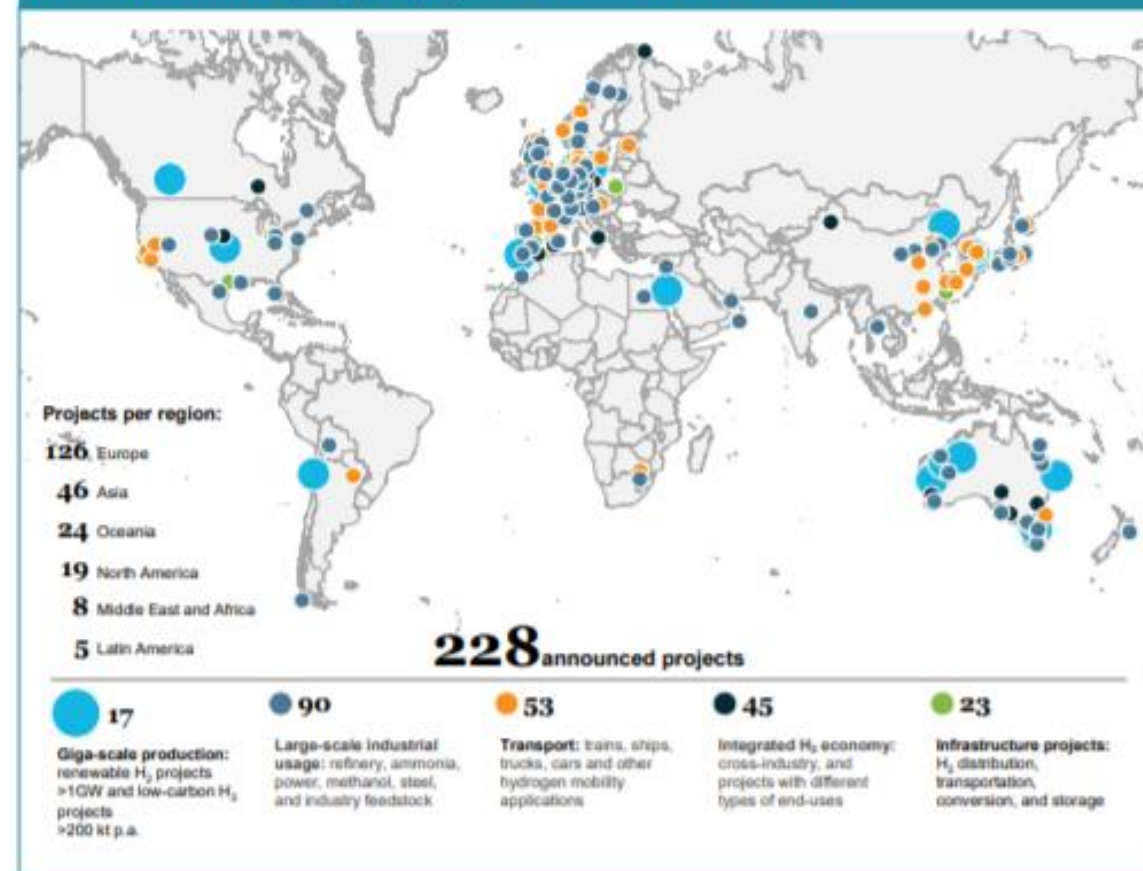 Projects per region:
126 Europe
46 Asia
24 Oceania
19 North America
8 Middle East and Africa
5 Latin America
228 announced projects
17
Giga-scale production:
renewable H₂ projects
>1GW and low-carbon H₂
projects
>200 kt p.a.
90
Large-scale industrial
usage: refinery, ammonia,
power, methanol, steel,
and industry feedstock
53
Transport: trains, ships,
trucks, cars and other
hydrogen mobility
applications
45
Integrated H₂ economy:
cross-industry, and
projects with different
types of end-uses
23
Infrastructure projects:
H₂ distribution,
transportation,
conversion, and storage